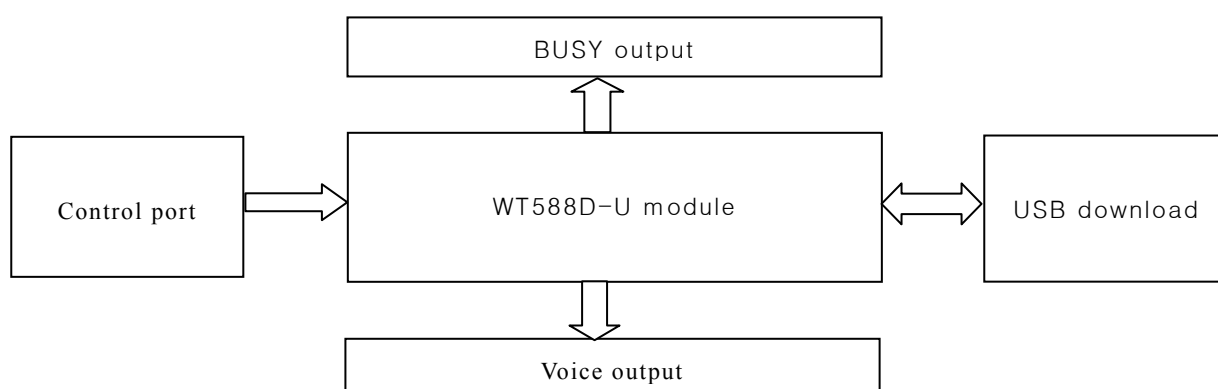 BUSY output
Control port
WT588D-U module
USB download
Voice output